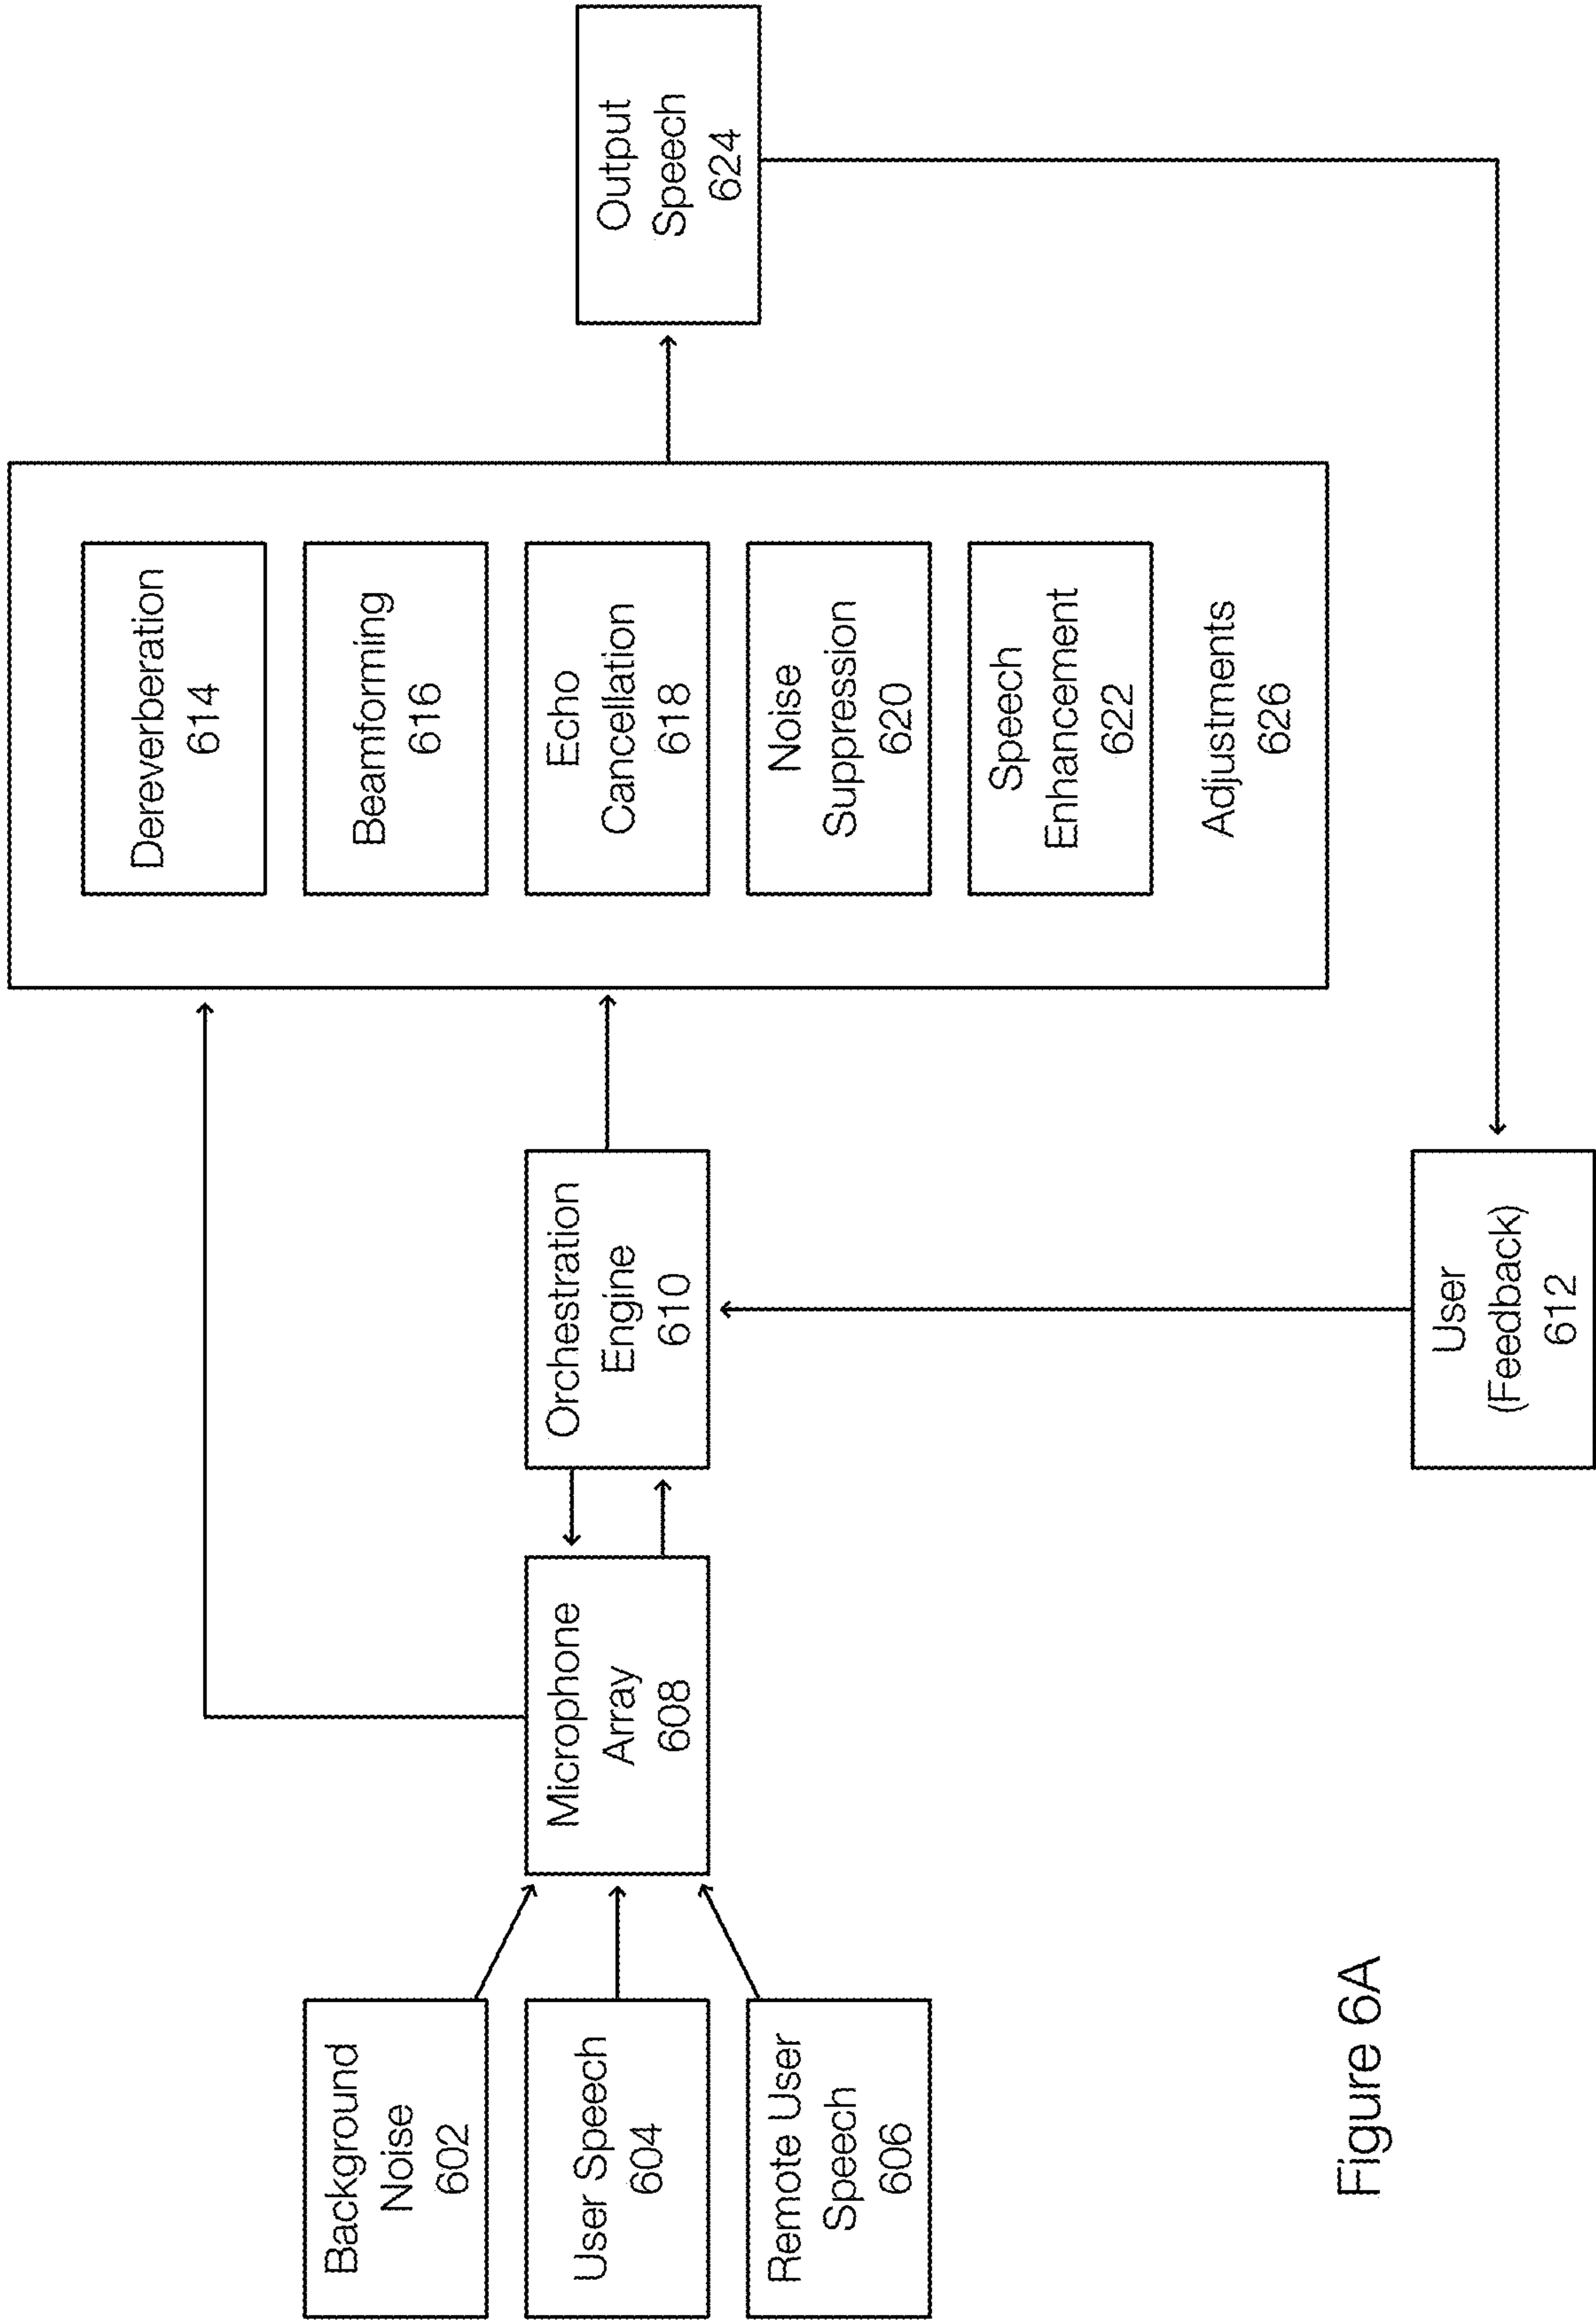 Background
Noise
602
User Speech
604
Remote User
Speech
606
Microphone
Array
608
Orchestration
Engine
610
User
(Feedback)
612
Dereverberation
614
Beamforming
616
Echo
Cancellation
618
Noise
Suppression
620
Speech
Enhancement
622
Adjustments
626
Output
Speech
624
Figure 6A